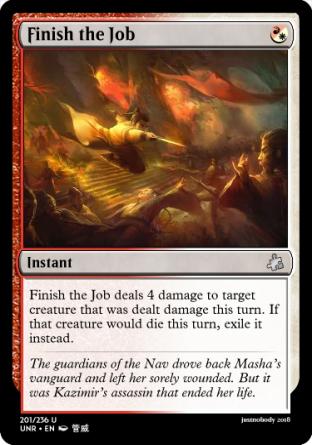 Finish the Job
Instant
Finish the Job deals 4 damage to target
creature that was dealt damage this turn. If
that creature would die this turn, exile it
instead.
The guardians of the Nav drove back Masha's
vanguard and left her sorely wounded. But it
was Kazimir's assassin that ended her life.
201/236 U
justnobody 2018
UNR • EN 管威